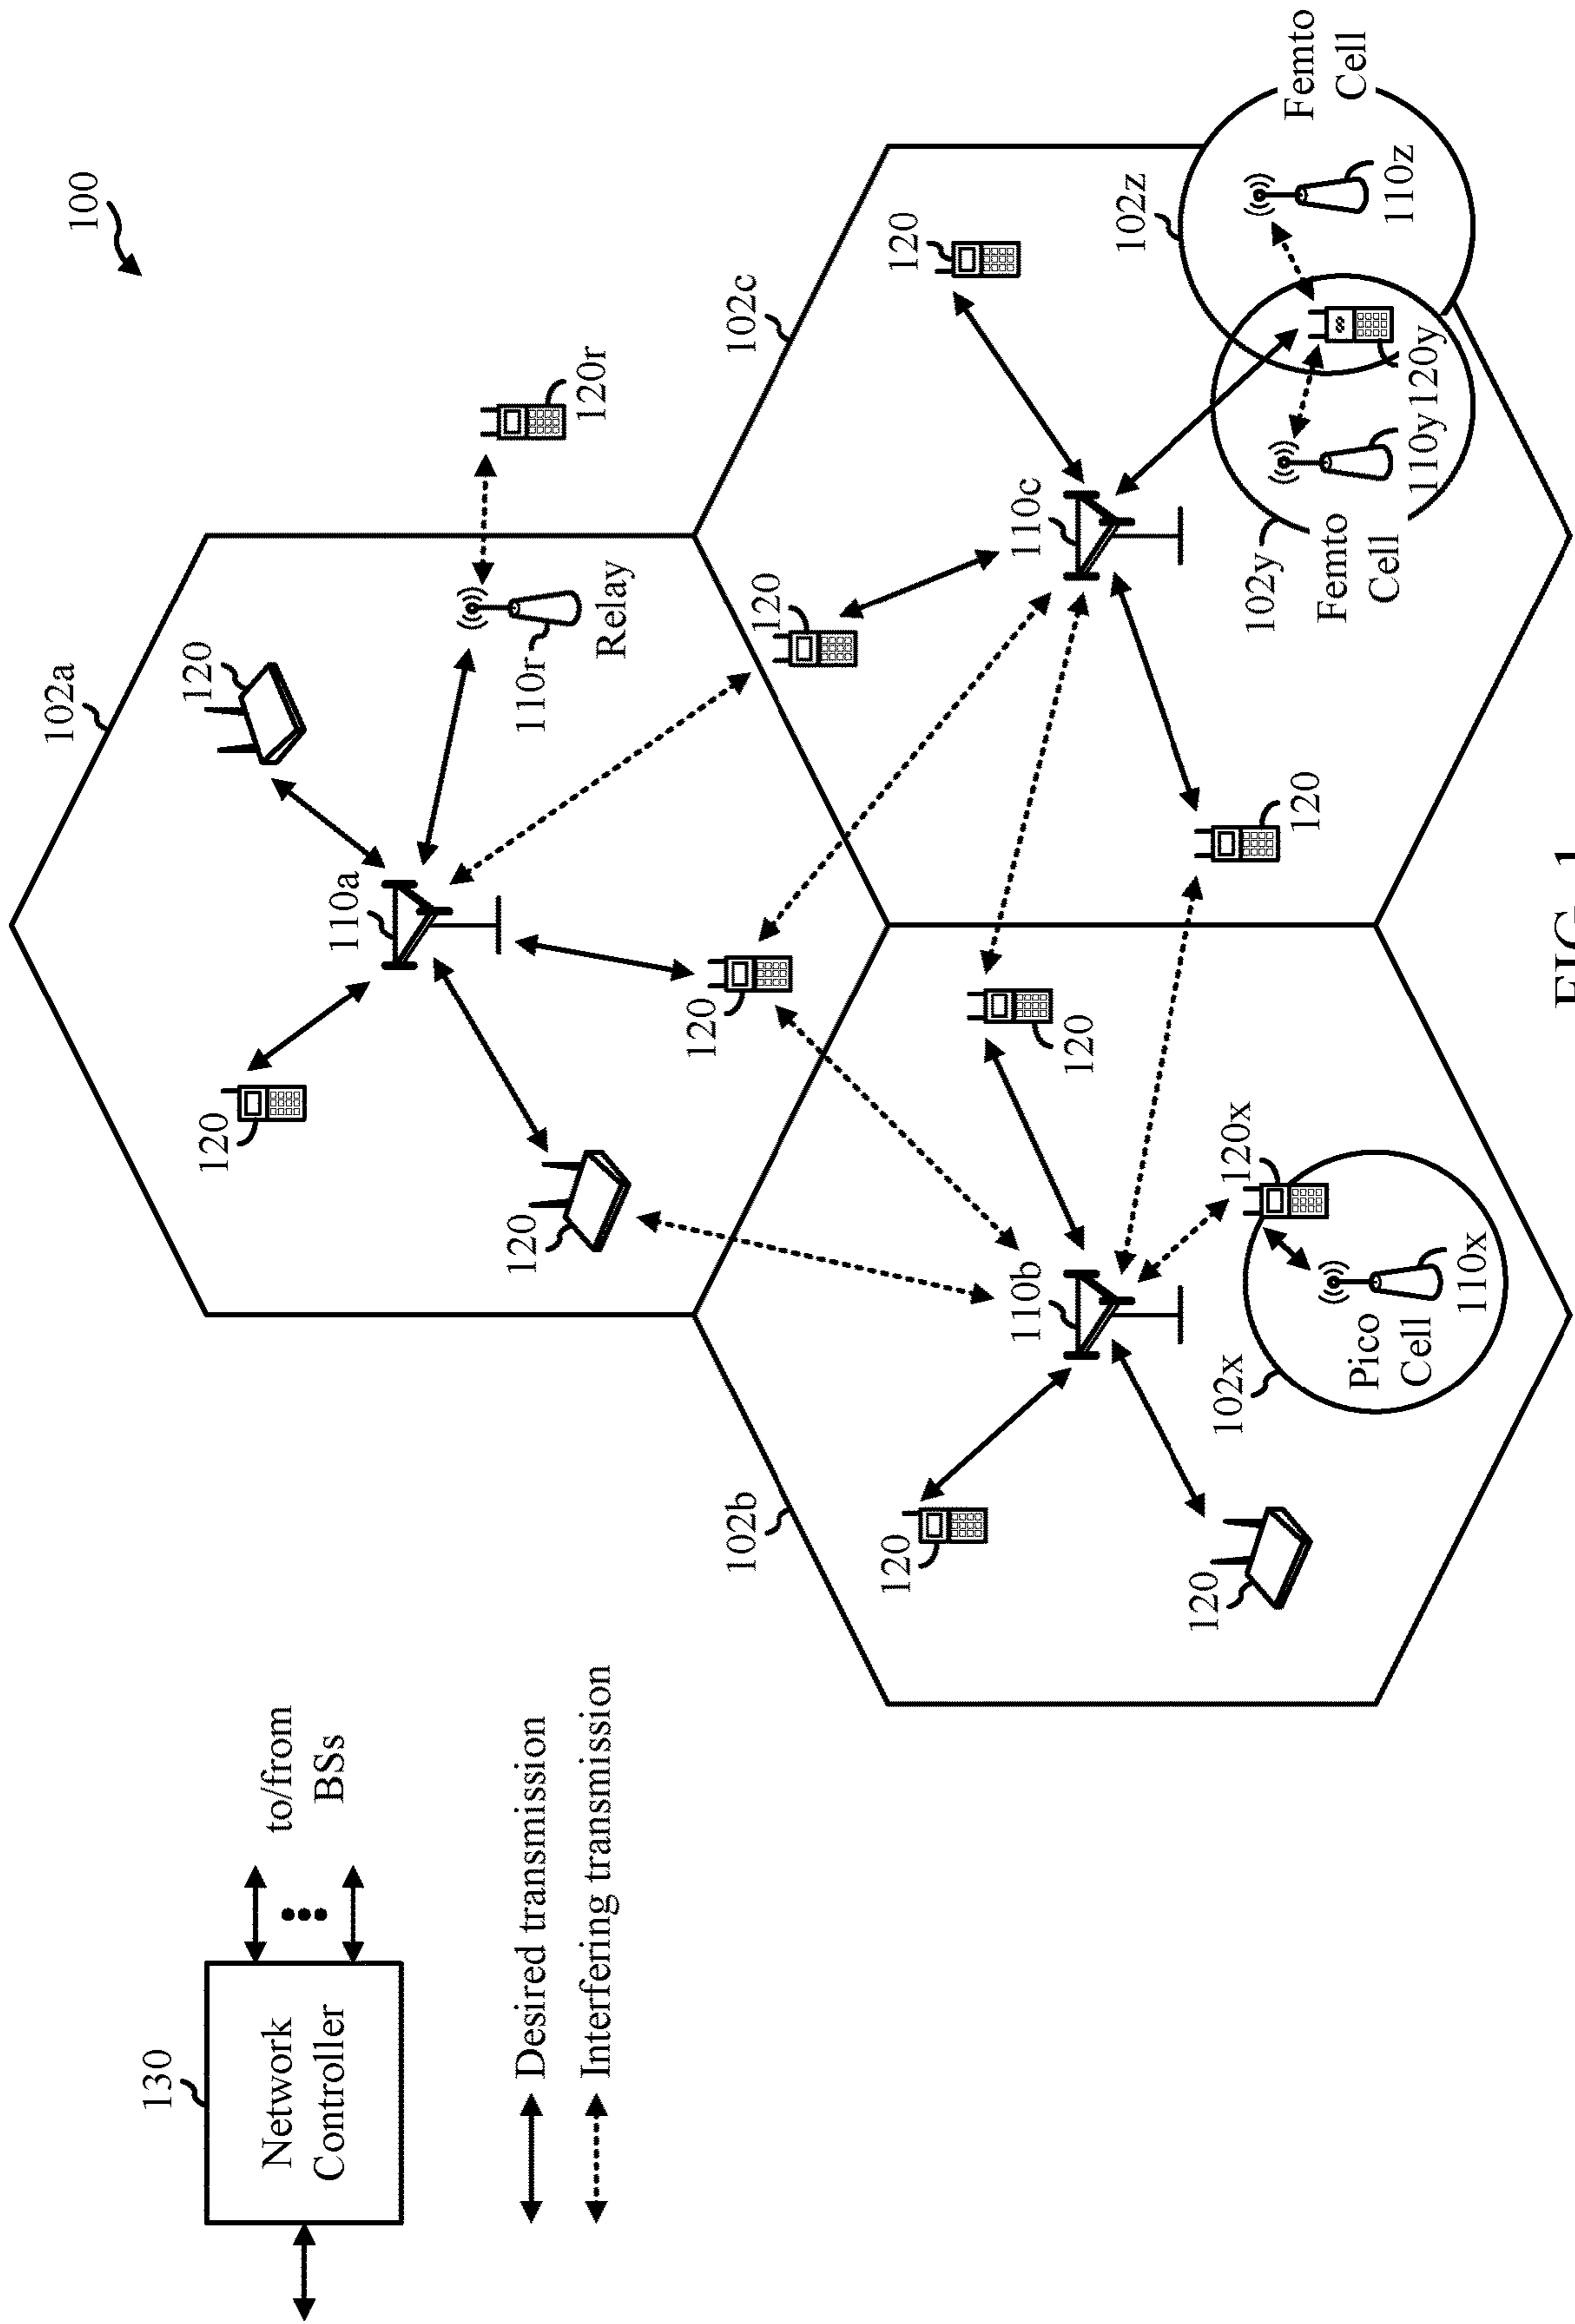 100
130
Network
Controller
to/from
BSs
Desired transmission
Interfering transmission
102a
120
120
110a
120
120
110r
Relay
120r
102b
120
110b
120
120
102x
Pico
Cell
110x
120x
102c
120
120
110c
120
102y
Femto
Cell
110y
120y
102z
110z
Femto
Cell